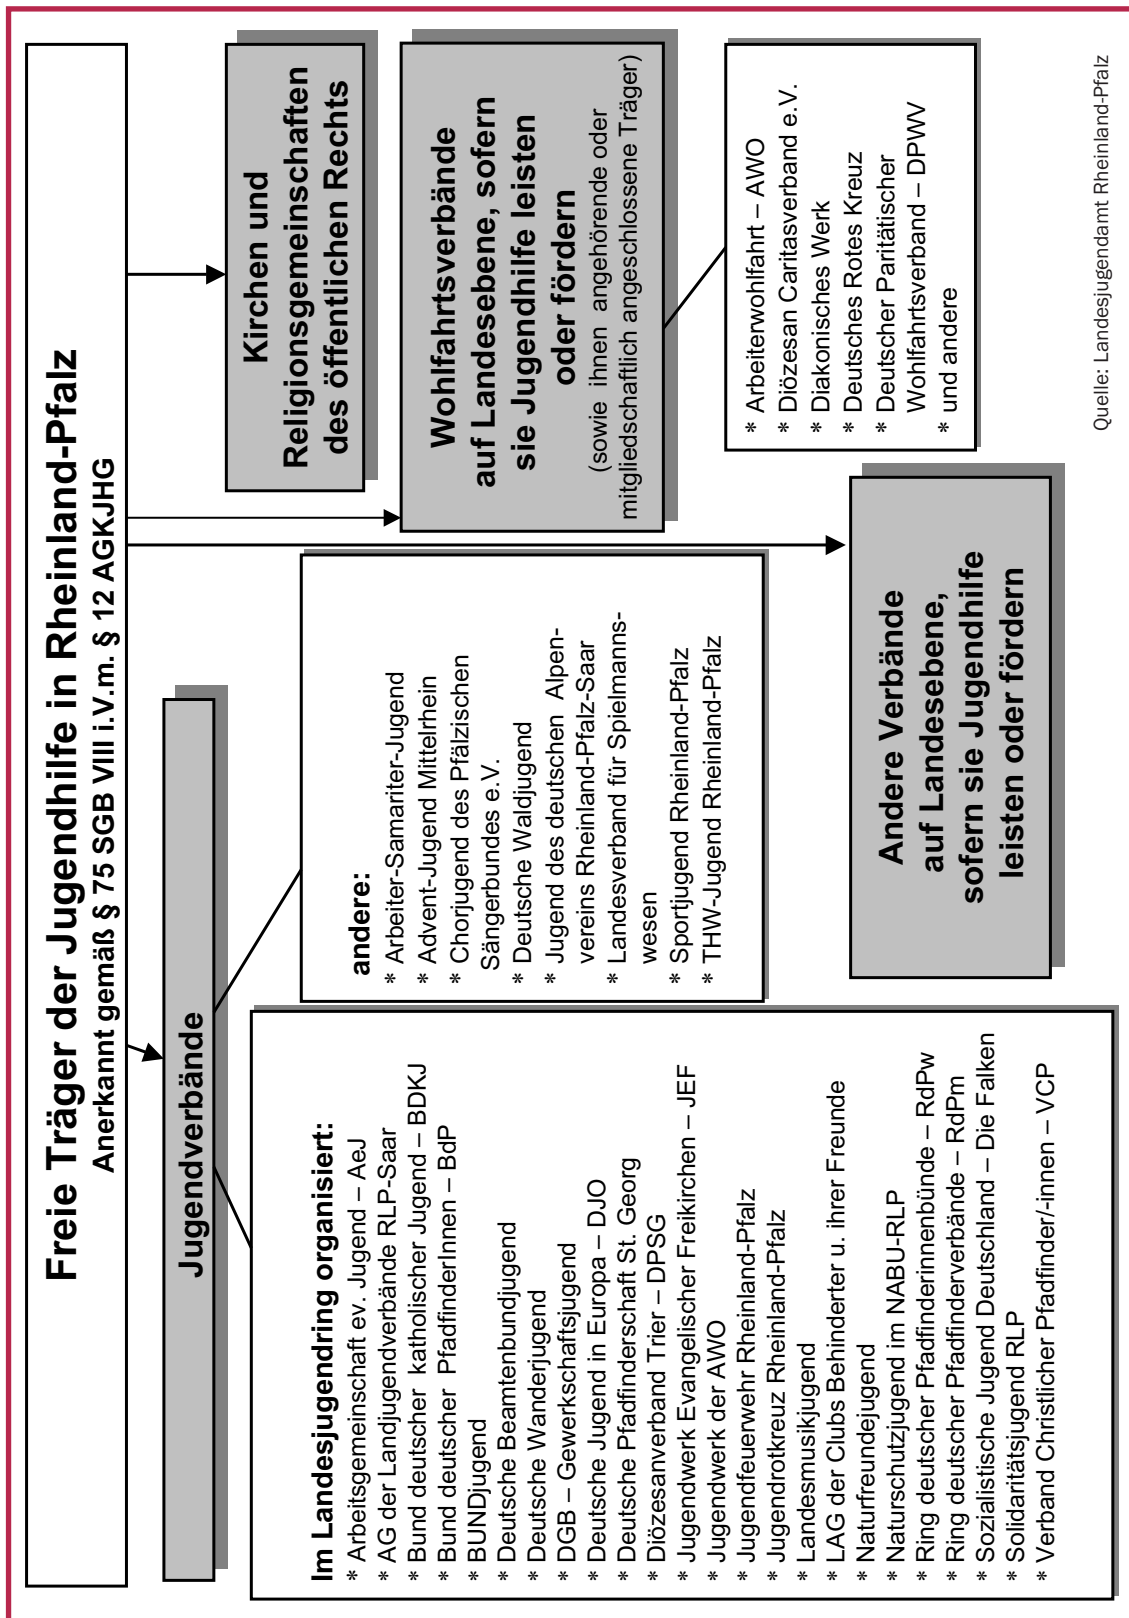 Freie Träger der Jugendhilfe in Rheinland-Pfalz
Anerkannt gemäß § 75 SGB VIII i.V.m. § 12 AGKJHG
Jugendverbände
Im Landesjugendring organisiert:
* Arbeitsgemeinschaft ev. Jugend – AeJ
* AG der Landjugendverbände RLP-Saar
* Bund deutscher katholischer Jugend – BDKJ
* Bund deutscher PfadfinderInnen – BdP
* BUNDjugend
* Deutsche Beamtenbundjugend
* Deutsche Wanderjugend
* DGB – Gewerkschaftsjugend
* Deutsche Jugend in Europa – DJO
* Deutsche Pfadfinderschaft St. Georg
* Diözesanverband Trier – DPSG
* Jugendwerk Evangelischer Freikirchen – JEF
* Jugendwerk der AWO
* Jugendfeuerwehr Rheinland-Pfalz
* Jugendrotkreuz Rheinland-Pfalz
* Landesmusikjugend
* LAG der Clubs Behinderter u. ihrer Freunde
* Naturfreundejugend
* Naturschutzjugend im NABU-RLP
* Ring deutscher Pfadfinderinnenbünde – RdPw
* Ring deutscher Pfadfinderverbände – RdPm
* Sozialistische Jugend Deutschland – Die Falken
* Solidaritätsjugend RLP
* Verband Christlicher Pfadfinder/-innen – VCP
andere:
* Arbeiter-Samariter-Jugend
* Advent-Jugend Mittelrhein
* Chorjugend des Pfälzischen
Sängerbundes e.V.
* Deutsche Waldjugend
* Jugend des deutschen Alpen-
vereins Rheinland-Pfalz-Saar
* Landesverband für Spielmanns-
wesen
* Sportjugend Rheinland-Pfalz
* THW-Jugend Rheinland-Pfalz
Kirchen und
Religionsgemeinschaften
des öffentlichen Rechts
Wohlfahrtsverbände
auf Landesebene, sofern
sie Jugendhilfe leisten
oder fördern
(sowie ihnen angehörende oder
mitgliedschaftlich angeschlossene Träger)
* Arbeiterwohlfahrt – AWO
* Diözesan Caritasverband e.V.
* Diakonisches Werk
* Deutsches Rotes Kreuz
* Deutscher Paritätischer
Wohlfahrtsverband – DPWV
* und andere
Andere Verbände
auf Landesebene,
sofern sie Jugendhilfe
leisten oder fördern
Quelle: Landesjugendamt Rheinland-Pfalz